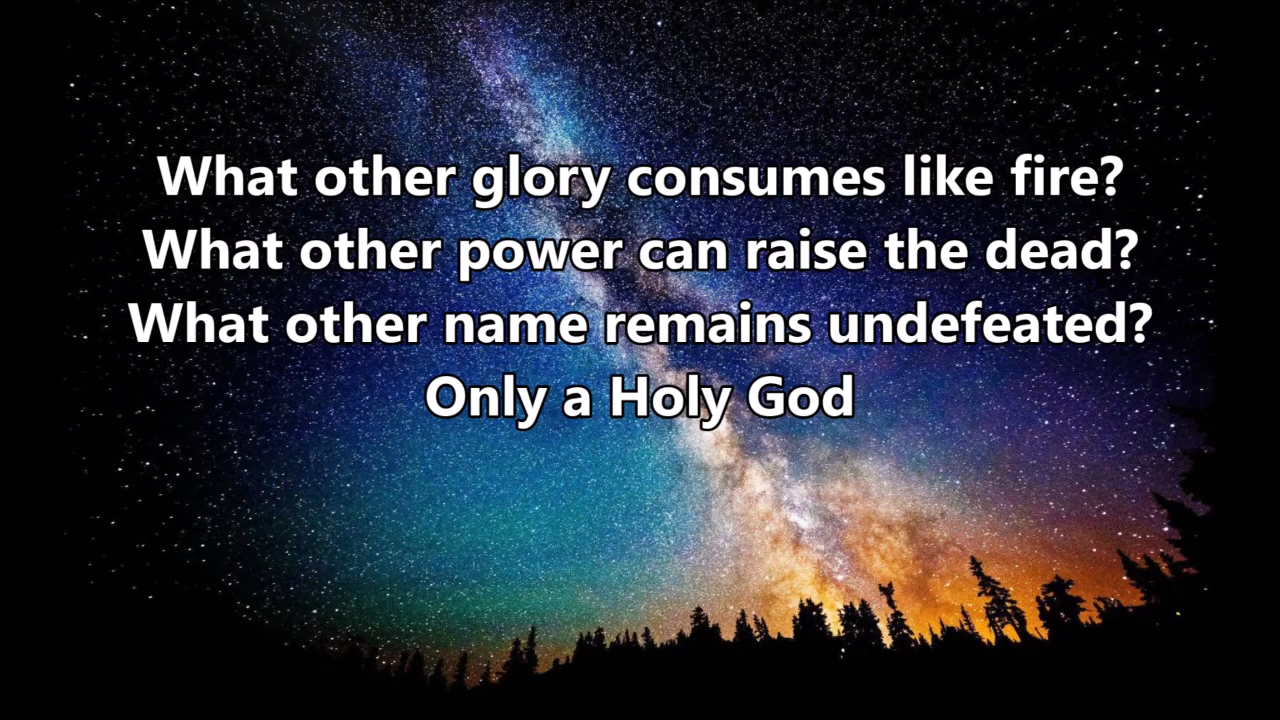 What other glory consumes like fire?
What other power can raise the dead?
What other name remains undefeated?
Only a Holy God